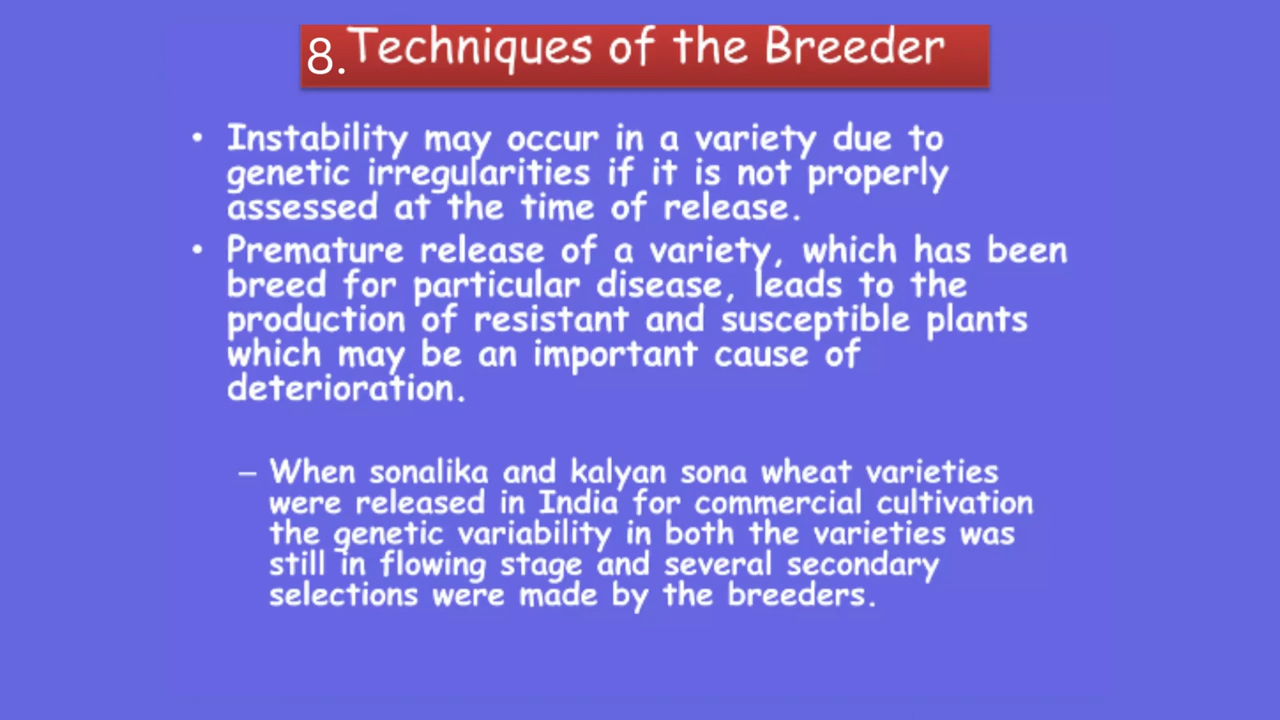 8. Techniques of the Breeder
• Instability may occur in a variety due to
genetic irregularities if it is not properly
assessed at the time of release.
• Premature release of a variety, which has been
breed for particular disease, leads to the
production of resistant and susceptible plants
which may be an important cause of
deterioration.
– When sonalika and kalyan sona wheat varieties
were released in India for commercial cultivation
the genetic variability in both the varieties was
still in flowing stage and several secondary
selections were made by the breeders.